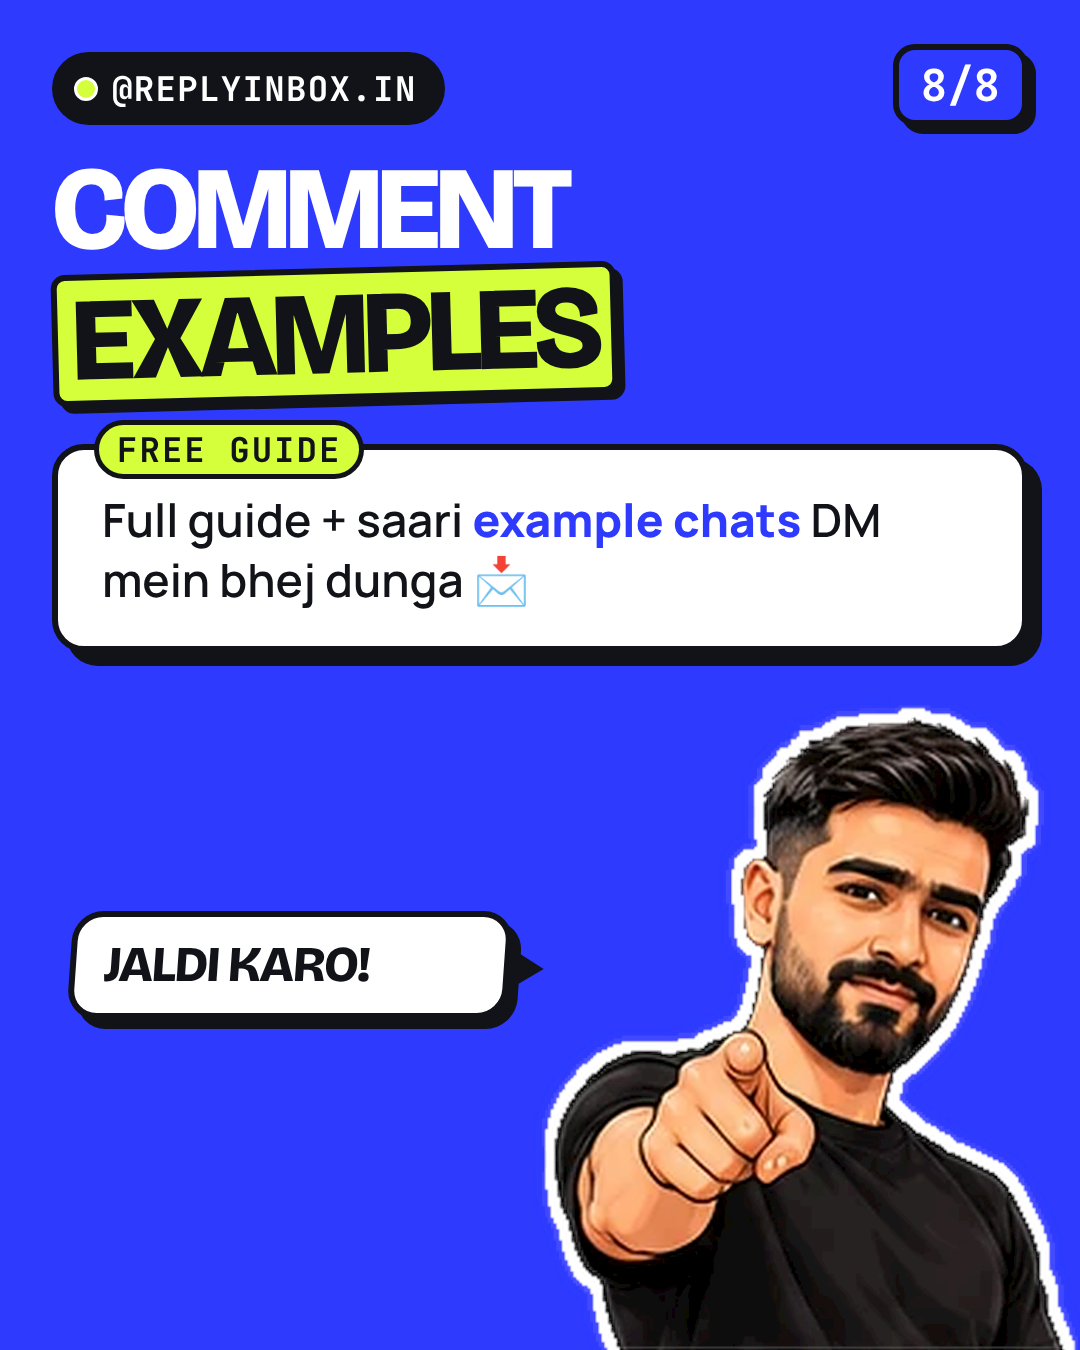 @REPLYINBOX.IN
8/8
COMMENT
EXAMPLES
FREE GUIDE
Full guide + saari example chats DM
mein bhej dunga 📩
JALDI KARO!